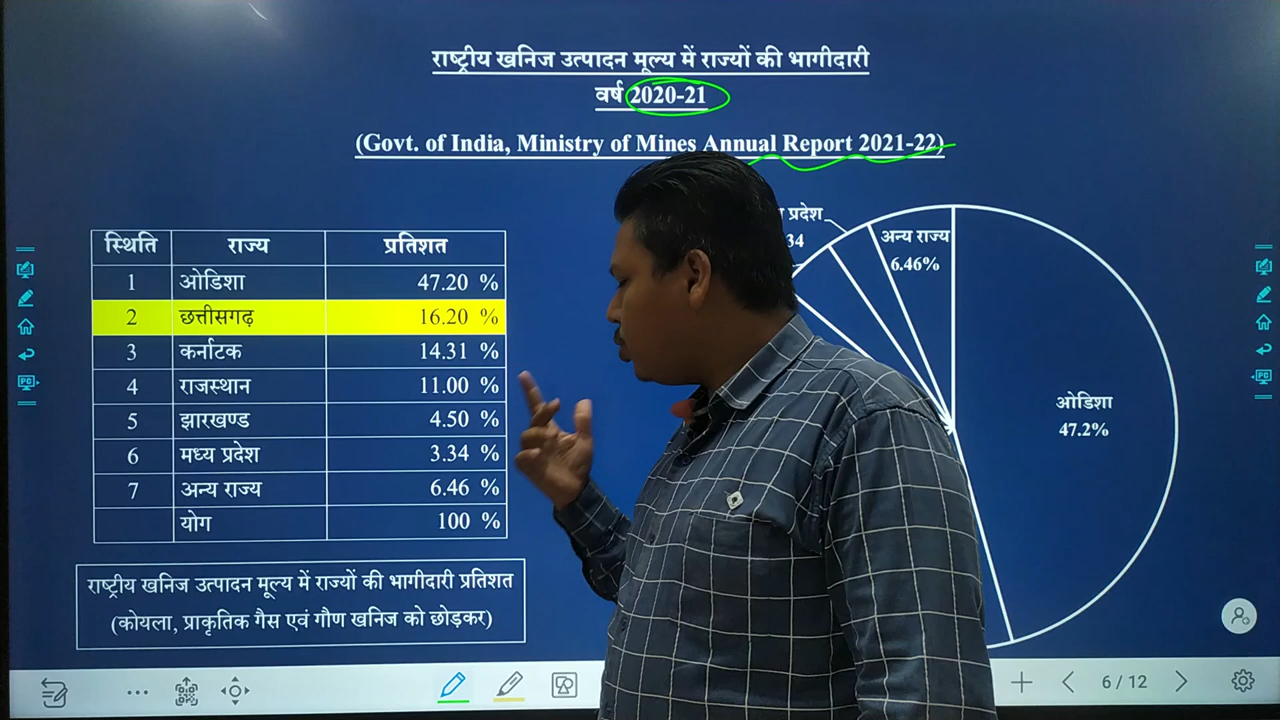 राष्ट्रीय खनिज उत्पादन मूल्य में राज्यों की भागीदारी
वर्ष 2020-21
(Govt. of India, Ministry of Mines Annual Report 2021-22)
स्थिति राज्य प्रतिशत
1 ओडिशा 47.20 %
2 छत्तीसगढ़ 16.20 %
3 कर्नाटक 14.31 %
4 राजस्थान 11.00 %
5 झारखण्ड 4.50 %
6 मध्य प्रदेश 3.34 %
7 अन्य राज्य 6.46 %
योग 100 %
राष्ट्रीय खनिज उत्पादन मूल्य में राज्यों की भागीदारी प्रतिशत
(कोयला, प्राकृतिक गैस एवं गौण खनिज को छोड़कर)
प्रदेश
34
अन्य राज्य
6.46%
ओडिशा
47.2%
6 / 12